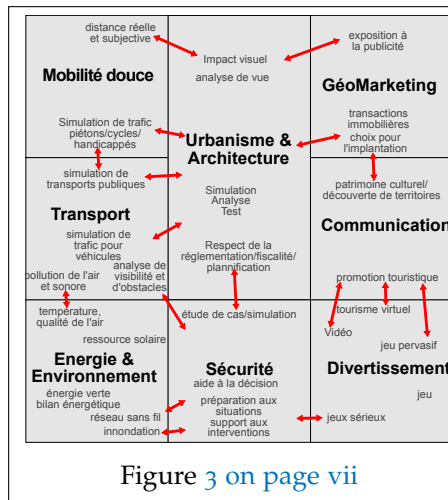 distance réelle
et subjective
Mobilité douce
Simulation de trafic
piétons/cycles/
handicappés
Impact visuel
analyse de vue
Urbanisme &
Architecture
Simulation
Analyse
Test
Respect de la
réglementation/fiscalité/
plannification
exposition à
la publicité
GéoMarketing
transactions
immobilières
choix pour
l'implantation
simulation de
transports publiques
Transport
simulation de
trafic pour
véhicules
analyse de
visibilité et
d'obstacles
pollution de l'air
et sonore
patrimoine culturel/
découverte de territoires
Communication
promotion touristique
température,
qualité de l'air
ressource solaire
Energie &
Environnement
énergie verte
bilan énergétique
réseau sans fil
innondation
étude de cas/simulation
Sécurité
aide à la décision
préparation aux
situations
support aux
interventions
tourisme virtuel
Vidéo
jeu pervasif
Divertissement
jeu
jeux sérieux
Figure 3 on page vii